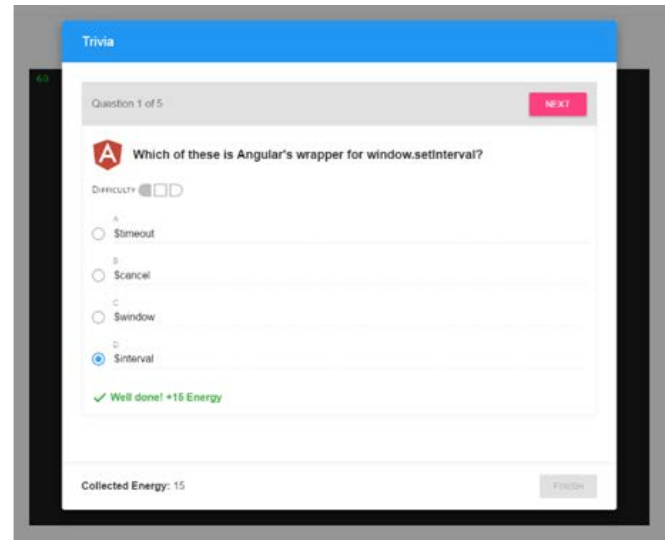 Trivia
60
Question 1 of 5
NEXT
A
Which of these is Angular's wrapper for window.setInterval?
DIFFICULTY
A
$timeout
B
$cancel
C
$window
D
$interval
Well done! +15 Energy
Collected Energy: 15
FINISH